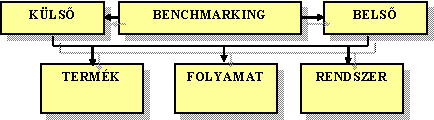 KÜLSŐ
BENCHMARKING
BELSŐ
TERMÉK
FOLYAMAT
RENDSZER